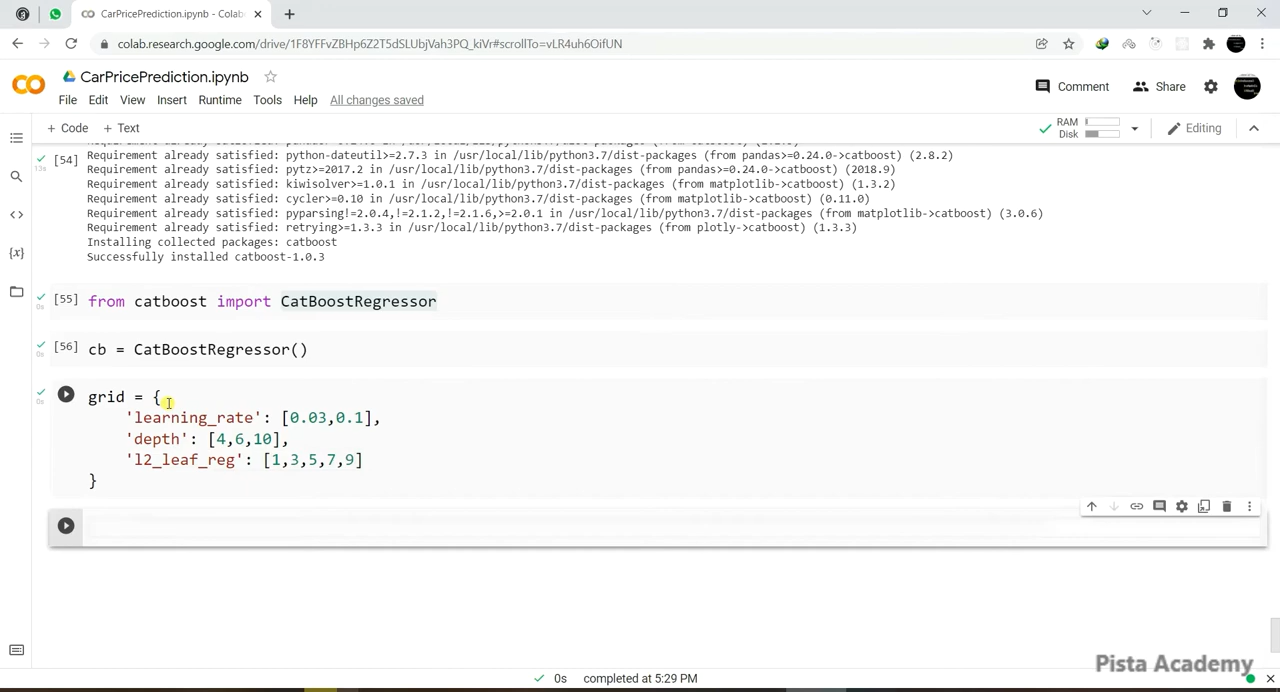 CarPricePrediction.ipynb - Colab
colab.research.google.com/drive/1F8YFFvZBHp6Z2T5dSLUbjVah3PQ_kiVr#scrollTo=vLR4uh6OifUN
CarPricePrediction.ipynb
Comment
Share
File Edit View Insert Runtime Tools Help All changes saved
+ Code + Text
RAM
Disk
Editing
[54]
13s
Requirement already satisfied: python-dateutil>=2.7.3 in /usr/local/lib/python3.7/dist-packages (from pandas>=0.24.0->catboost) (2.8.2)
Requirement already satisfied: pytz>=2017.2 in /usr/local/lib/python3.7/dist-packages (from pandas>=0.24.0->catboost) (2018.9)
Requirement already satisfied: kiwisolver>=1.0.1 in /usr/local/lib/python3.7/dist-packages (from matplotlib->catboost) (1.3.2)
Requirement already satisfied: cycler>=0.10 in /usr/local/lib/python3.7/dist-packages (from matplotlib->catboost) (0.11.0)
Requirement already satisfied: pyparsing!=2.0.4,!=2.1.2,!=2.1.6,>=2.0.1 in /usr/local/lib/python3.7/dist-packages (from matplotlib->catboost) (3.0.6)
Requirement already satisfied: retrying>=1.3.3 in /usr/local/lib/python3.7/dist-packages (from plotly->catboost) (1.3.3)
Installing collected packages: catboost
Successfully installed catboost-1.0.3
[55] from catboost import CatBoostRegressor
0s
[56] cb = CatBoostRegressor()
0s
grid = {
0s
'learning_rate': [0.03,0.1],
'depth': [4,6,10],
'l2_leaf_reg': [1,3,5,7,9]
}
Pista Academy
0s completed at 5:29 PM